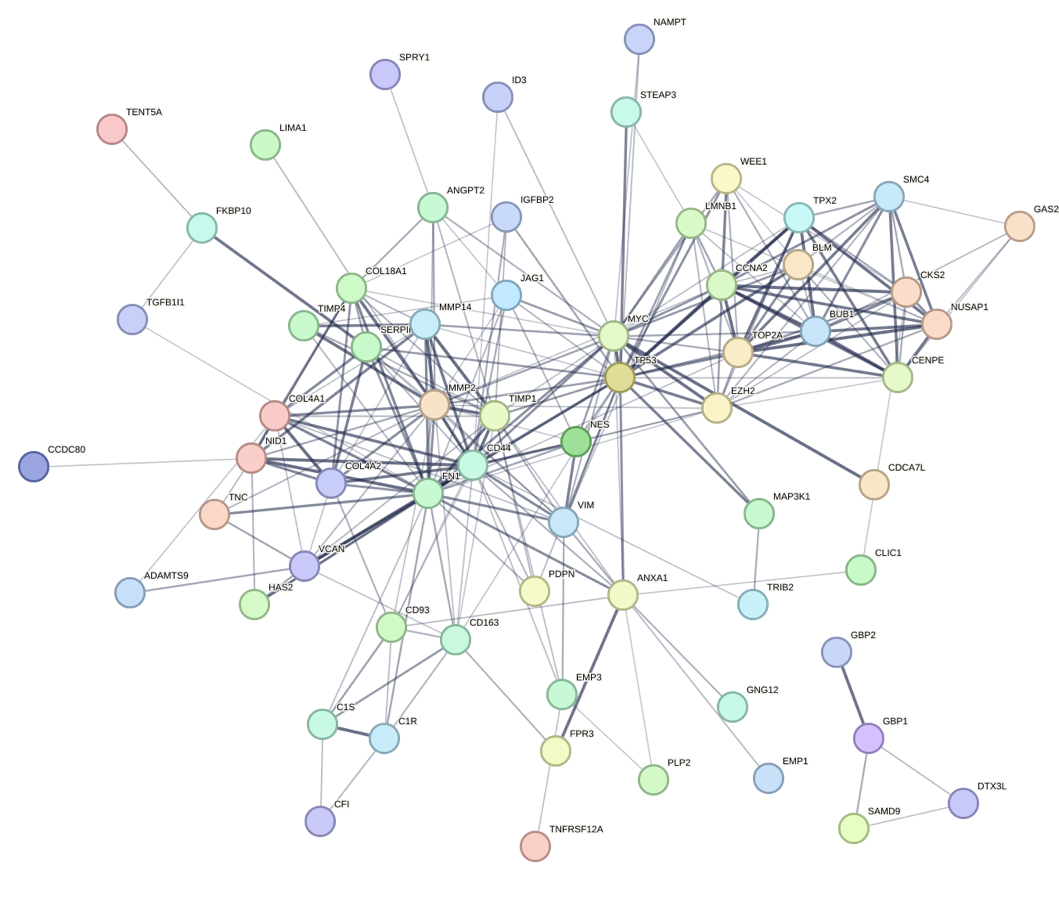 NAMPT
SPRY1
ID3
STEAP3
TENT5A
LIMA1
WEE1
SMC4
ANGPT2
IGFBP2
LMNB1
TPX2
GAS2
FKBP10
BLM
COL18A1
CCNA2
CKS2
JAG1
TIMP4
MMP14
TGFB1I1
MYC
BUB1
NUSAP1
SERPI
TOP2A
TP53
CENPE
MMP2
TIMP1
EZH2
COL4A1
NES
NID1
CD44
CCDC80
COL4A2
FN1
CDCA7L
TNC
VIM
MAP3K1
VCAN
CLIC1
ADAMTS9
HAS2
PDPN
ANXA1
TRIB2
CD93
CD163
GBP2
EMP3
GNG12
C1S
C1R
FPR3
GBP1
PLP2
EMP1
DTX3L
CFI
SAMD9
TNFRSF12A